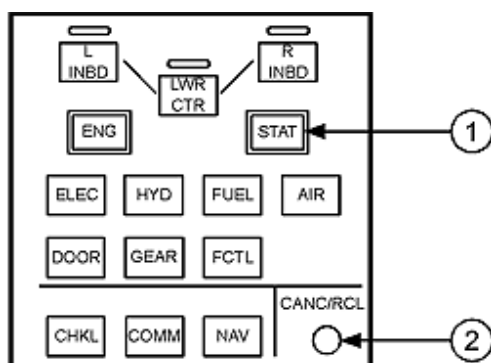 L
INBD
R
INBD
LWR
CTR
ENG
STAT
1
ELEC HYD FUEL AIR
DOOR GEAR FCTL
CANC/RCL
CHKL COMM NAV
2